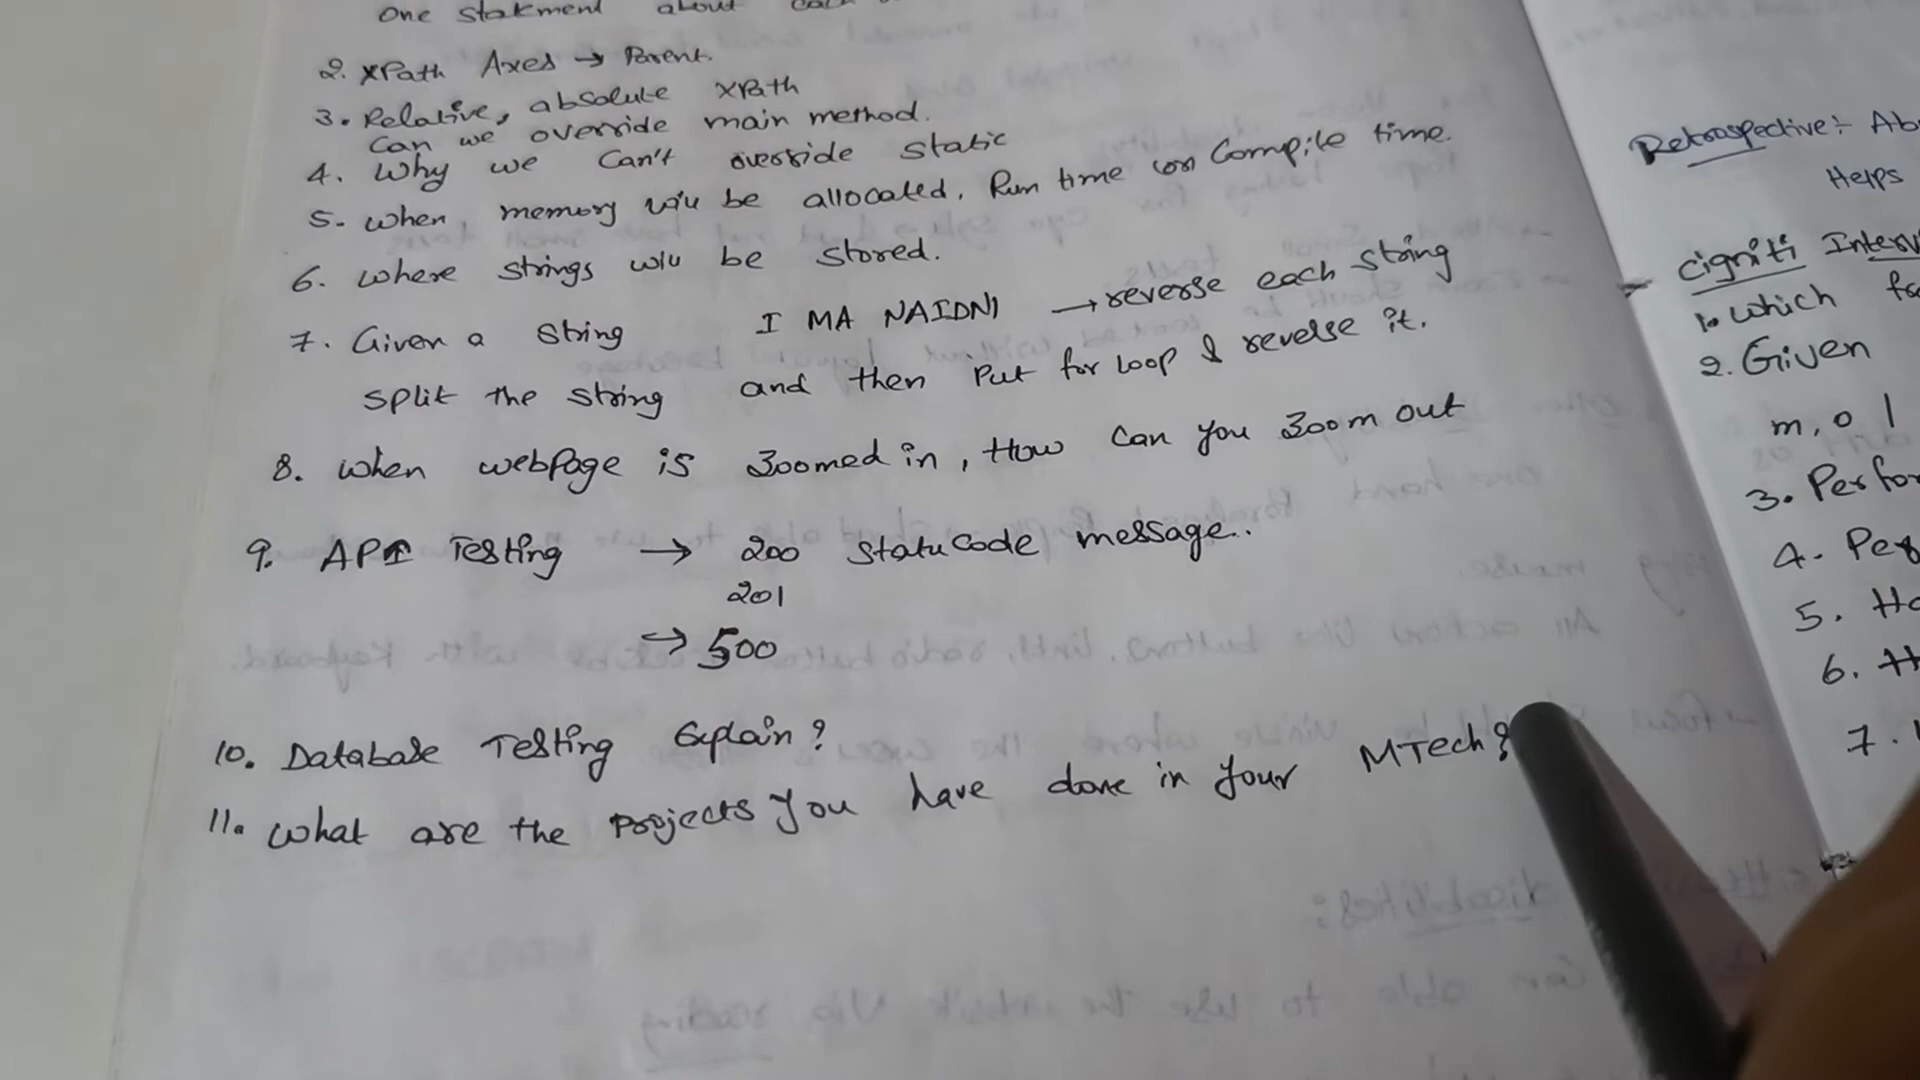 One statement about
2. XPath Axes → Parent.
3. Relative, absolute XPath
Can we override main method.
4. Why we can't override static
5. When memory will be allocated. Run time (or) Compile time.
6. Where strings will be stored.
7. Given a string I MA NAIDNI → reverse each string
split the string and then Put for loop & reverse it.
8. When webpage is zoomed in, How can you zoom out
9. API Testing → 200 statuCode message..
201
→ 500
10. Database Testing Explain?
11. What are the Projects you have done in your MTech?
Retrospective:- Ab
Helps
Cigniti Interv
1. Which
2. Given
m, o l
3. Perfor
4. Per
5. Ho
6. H
7.